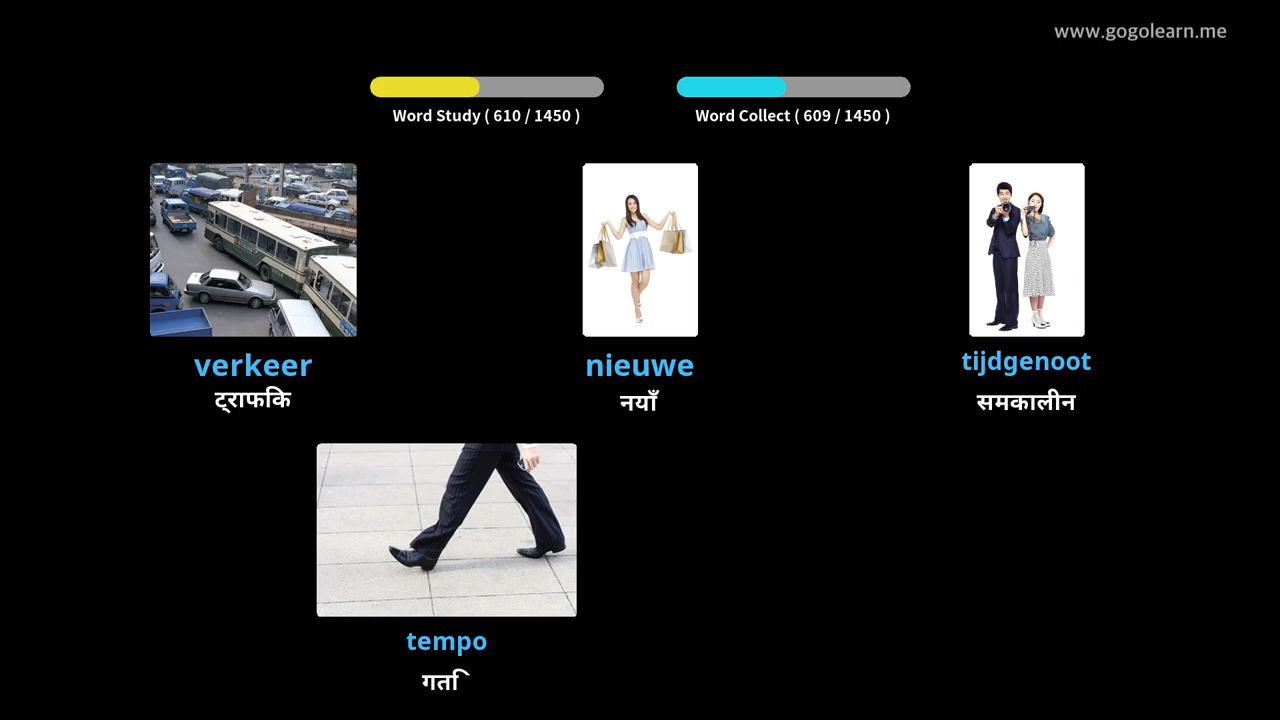 www.gogolearn.me
Word Study ( 610 / 1450 )
Word Collect ( 609 / 1450 )
verkeer
nieuwe
tijdgenoot
ट्राफिक
नयाँ
समकालीन
tempo
गति